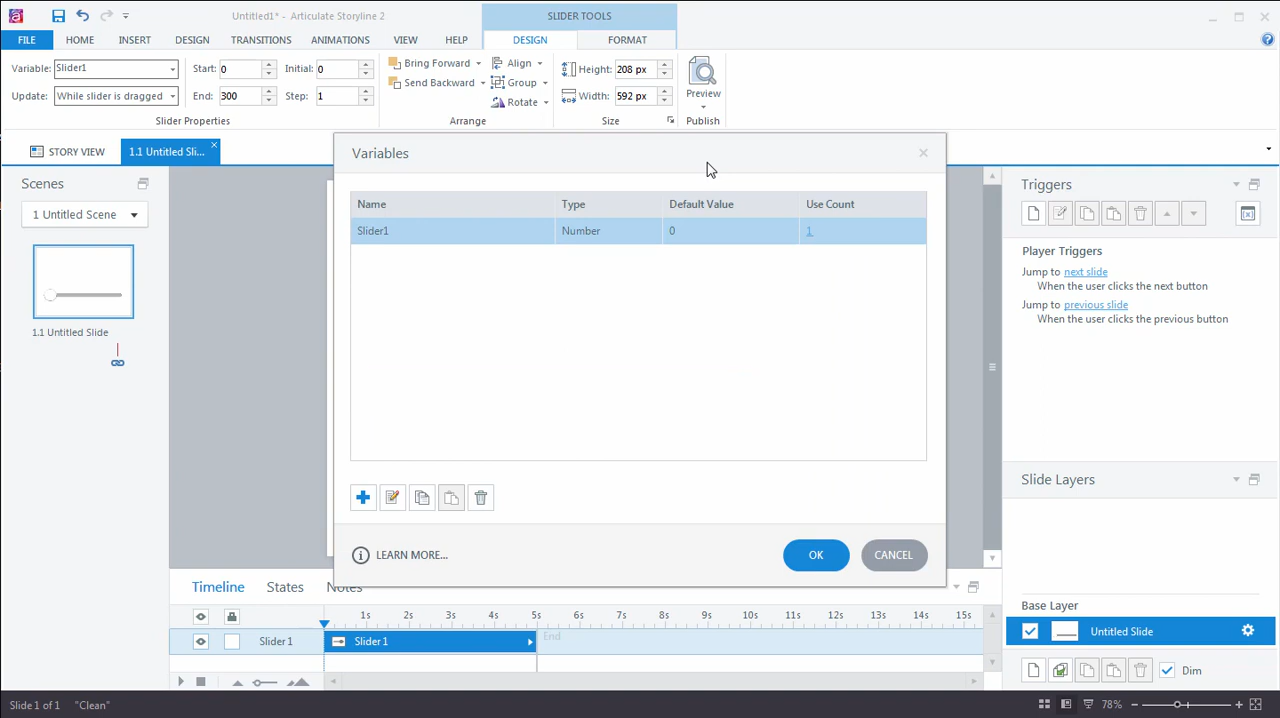 Untitled1* - Articulate Storyline 2
SLIDER TOOLS
FILE HOME INSERT DESIGN TRANSITIONS ANIMATIONS VIEW HELP DESIGN FORMAT
Variable: Slider1 Start: 0 Initial: 0 Bring Forward Align Height: 208 px
Update: While slider is dragged End: 300 Step: 1 Send Backward Group Width: 592 px
Rotate
Preview
Slider Properties Arrange Size Publish
STORY VIEW 1.1 Untitled Sli...
Variables
Scenes
1 Untitled Scene
1.1 Untitled Slide
Name Type Default Value Use Count
Slider1 Number 0 1
LEARN MORE... OK CANCEL
Triggers
Player Triggers
Jump to next slide
When the user clicks the next button
Jump to previous slide
When the user clicks the previous button
Slide Layers
Base Layer
Untitled Slide
Dim
Timeline States Notes
1s 2s 3s 4s 5s 6s 7s 8s 9s 10s 11s 12s 13s 14s 15s
Slider 1 Slider 1 End
Slide 1 of 1 "Clean" 78%